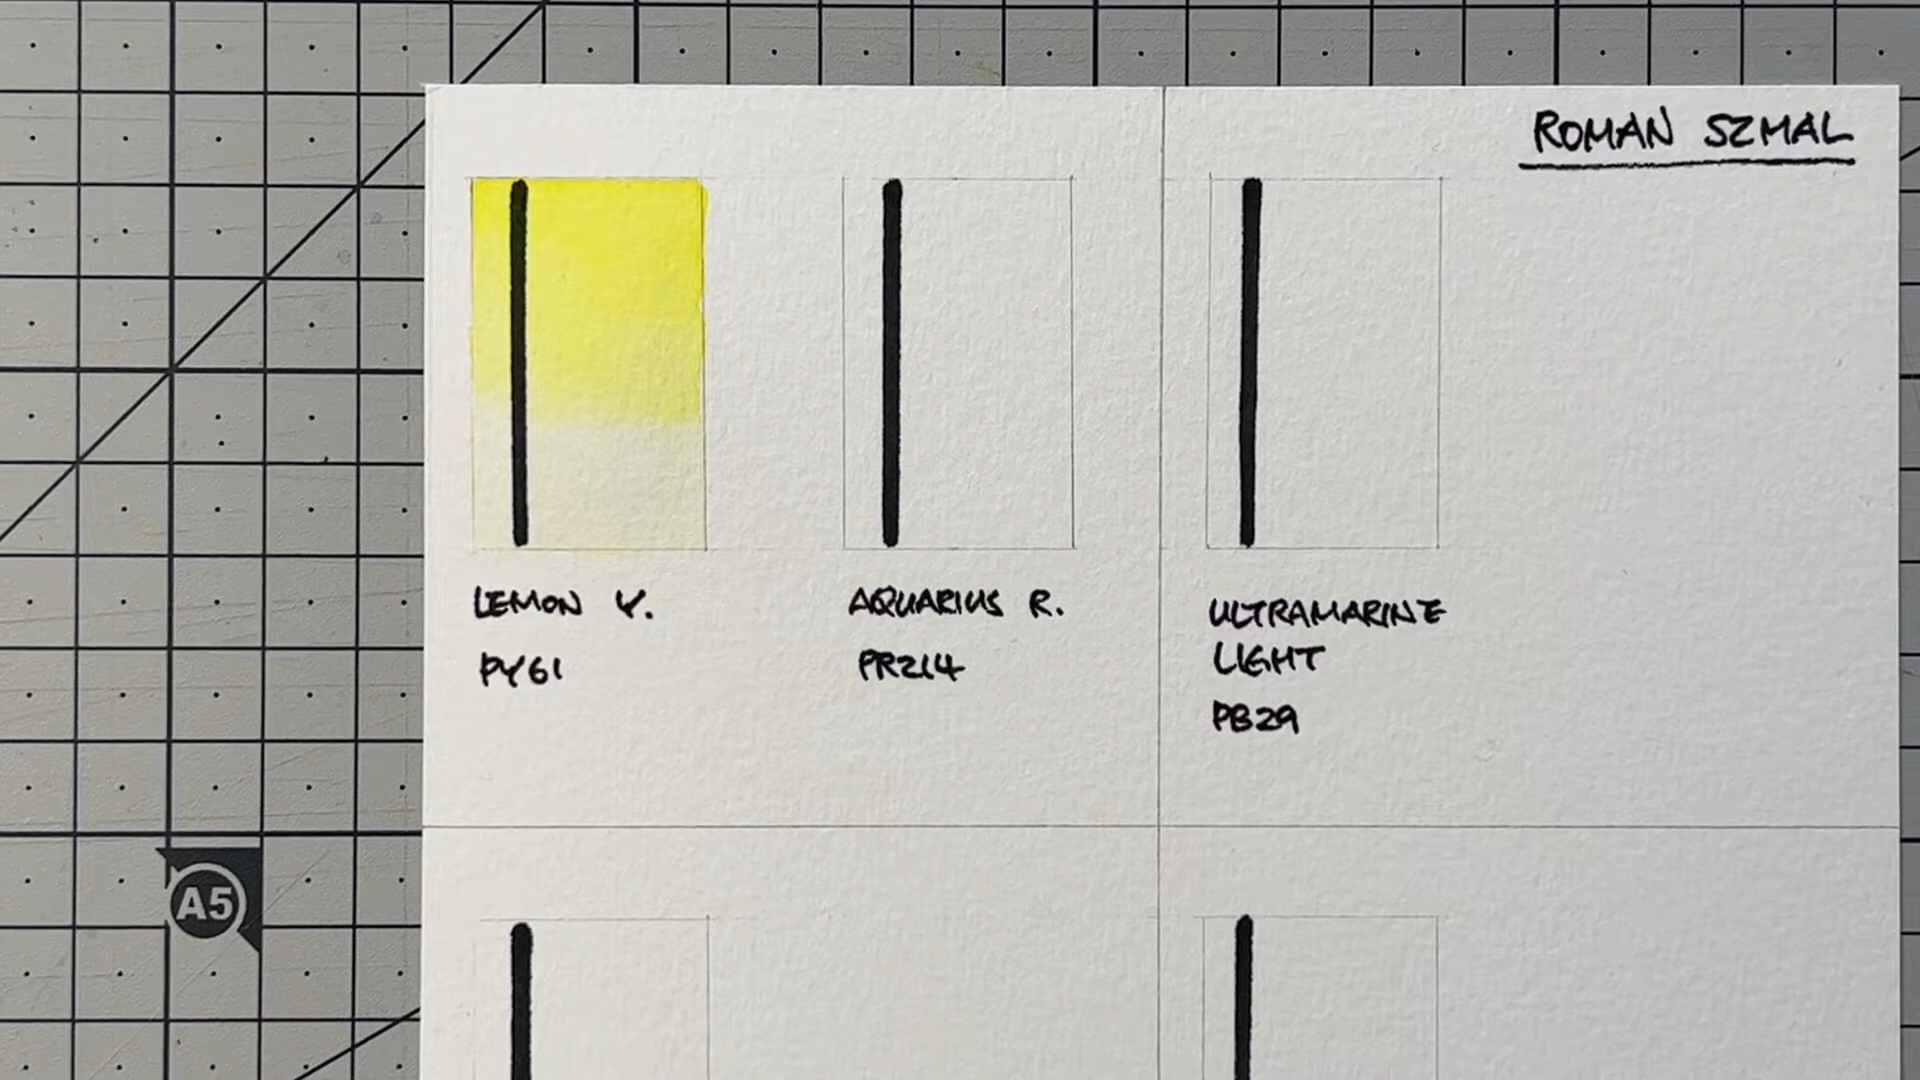 ROMAN SZMAL
LEMON Y.
PY61
AQUARIUS R.
PR214
ULTRAMARINE
LIGHT
PB29
A5